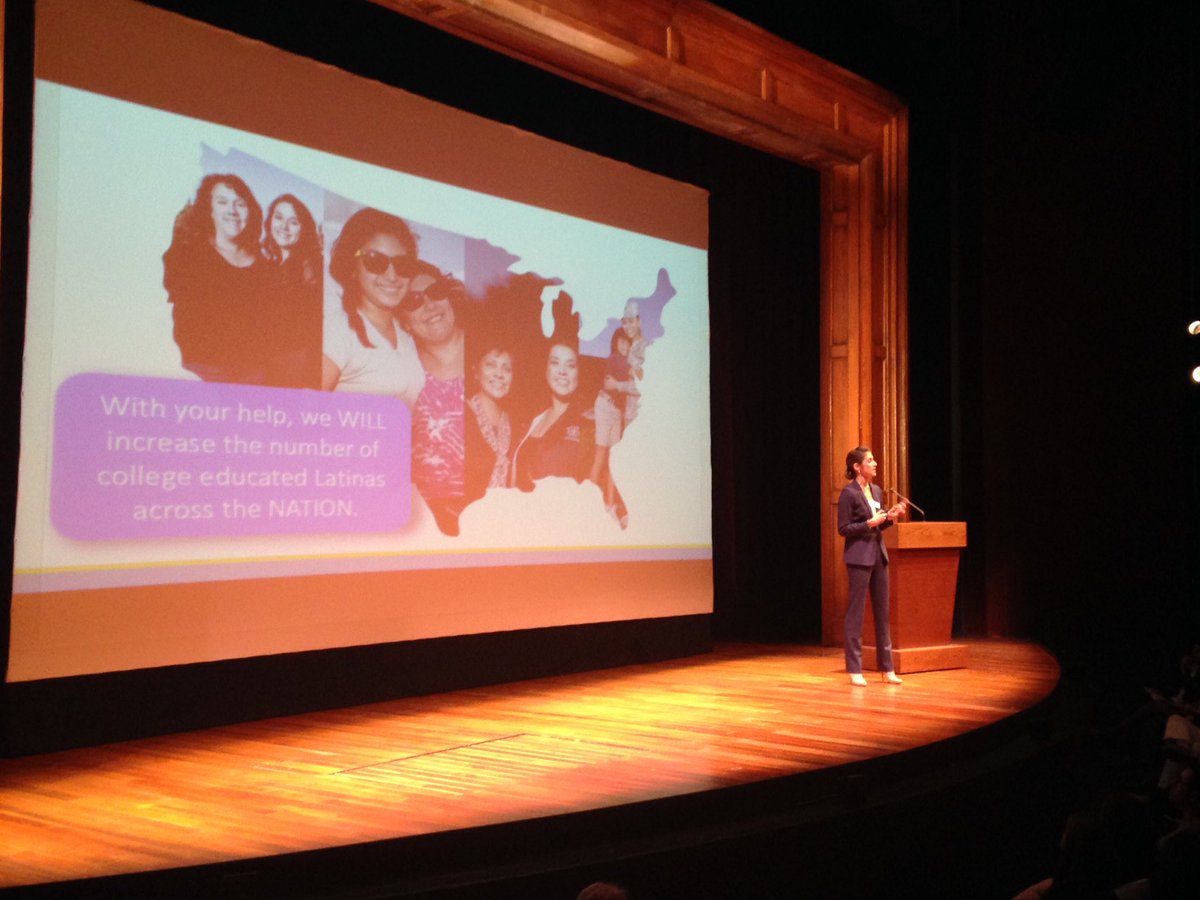 With your help, we WILL
increase the number of
college educated Latinas
across the NATION.